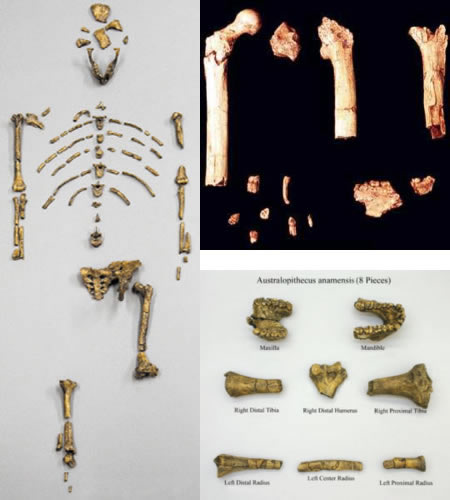 Australopithecus anamensis (8 Pieces)
Maxilla
Mandible
Right Distal Tibia
Right Distal Humerus
Right Proximal Tibia
Left Distal Radius
Left Center Radius
Left Proximal Radius